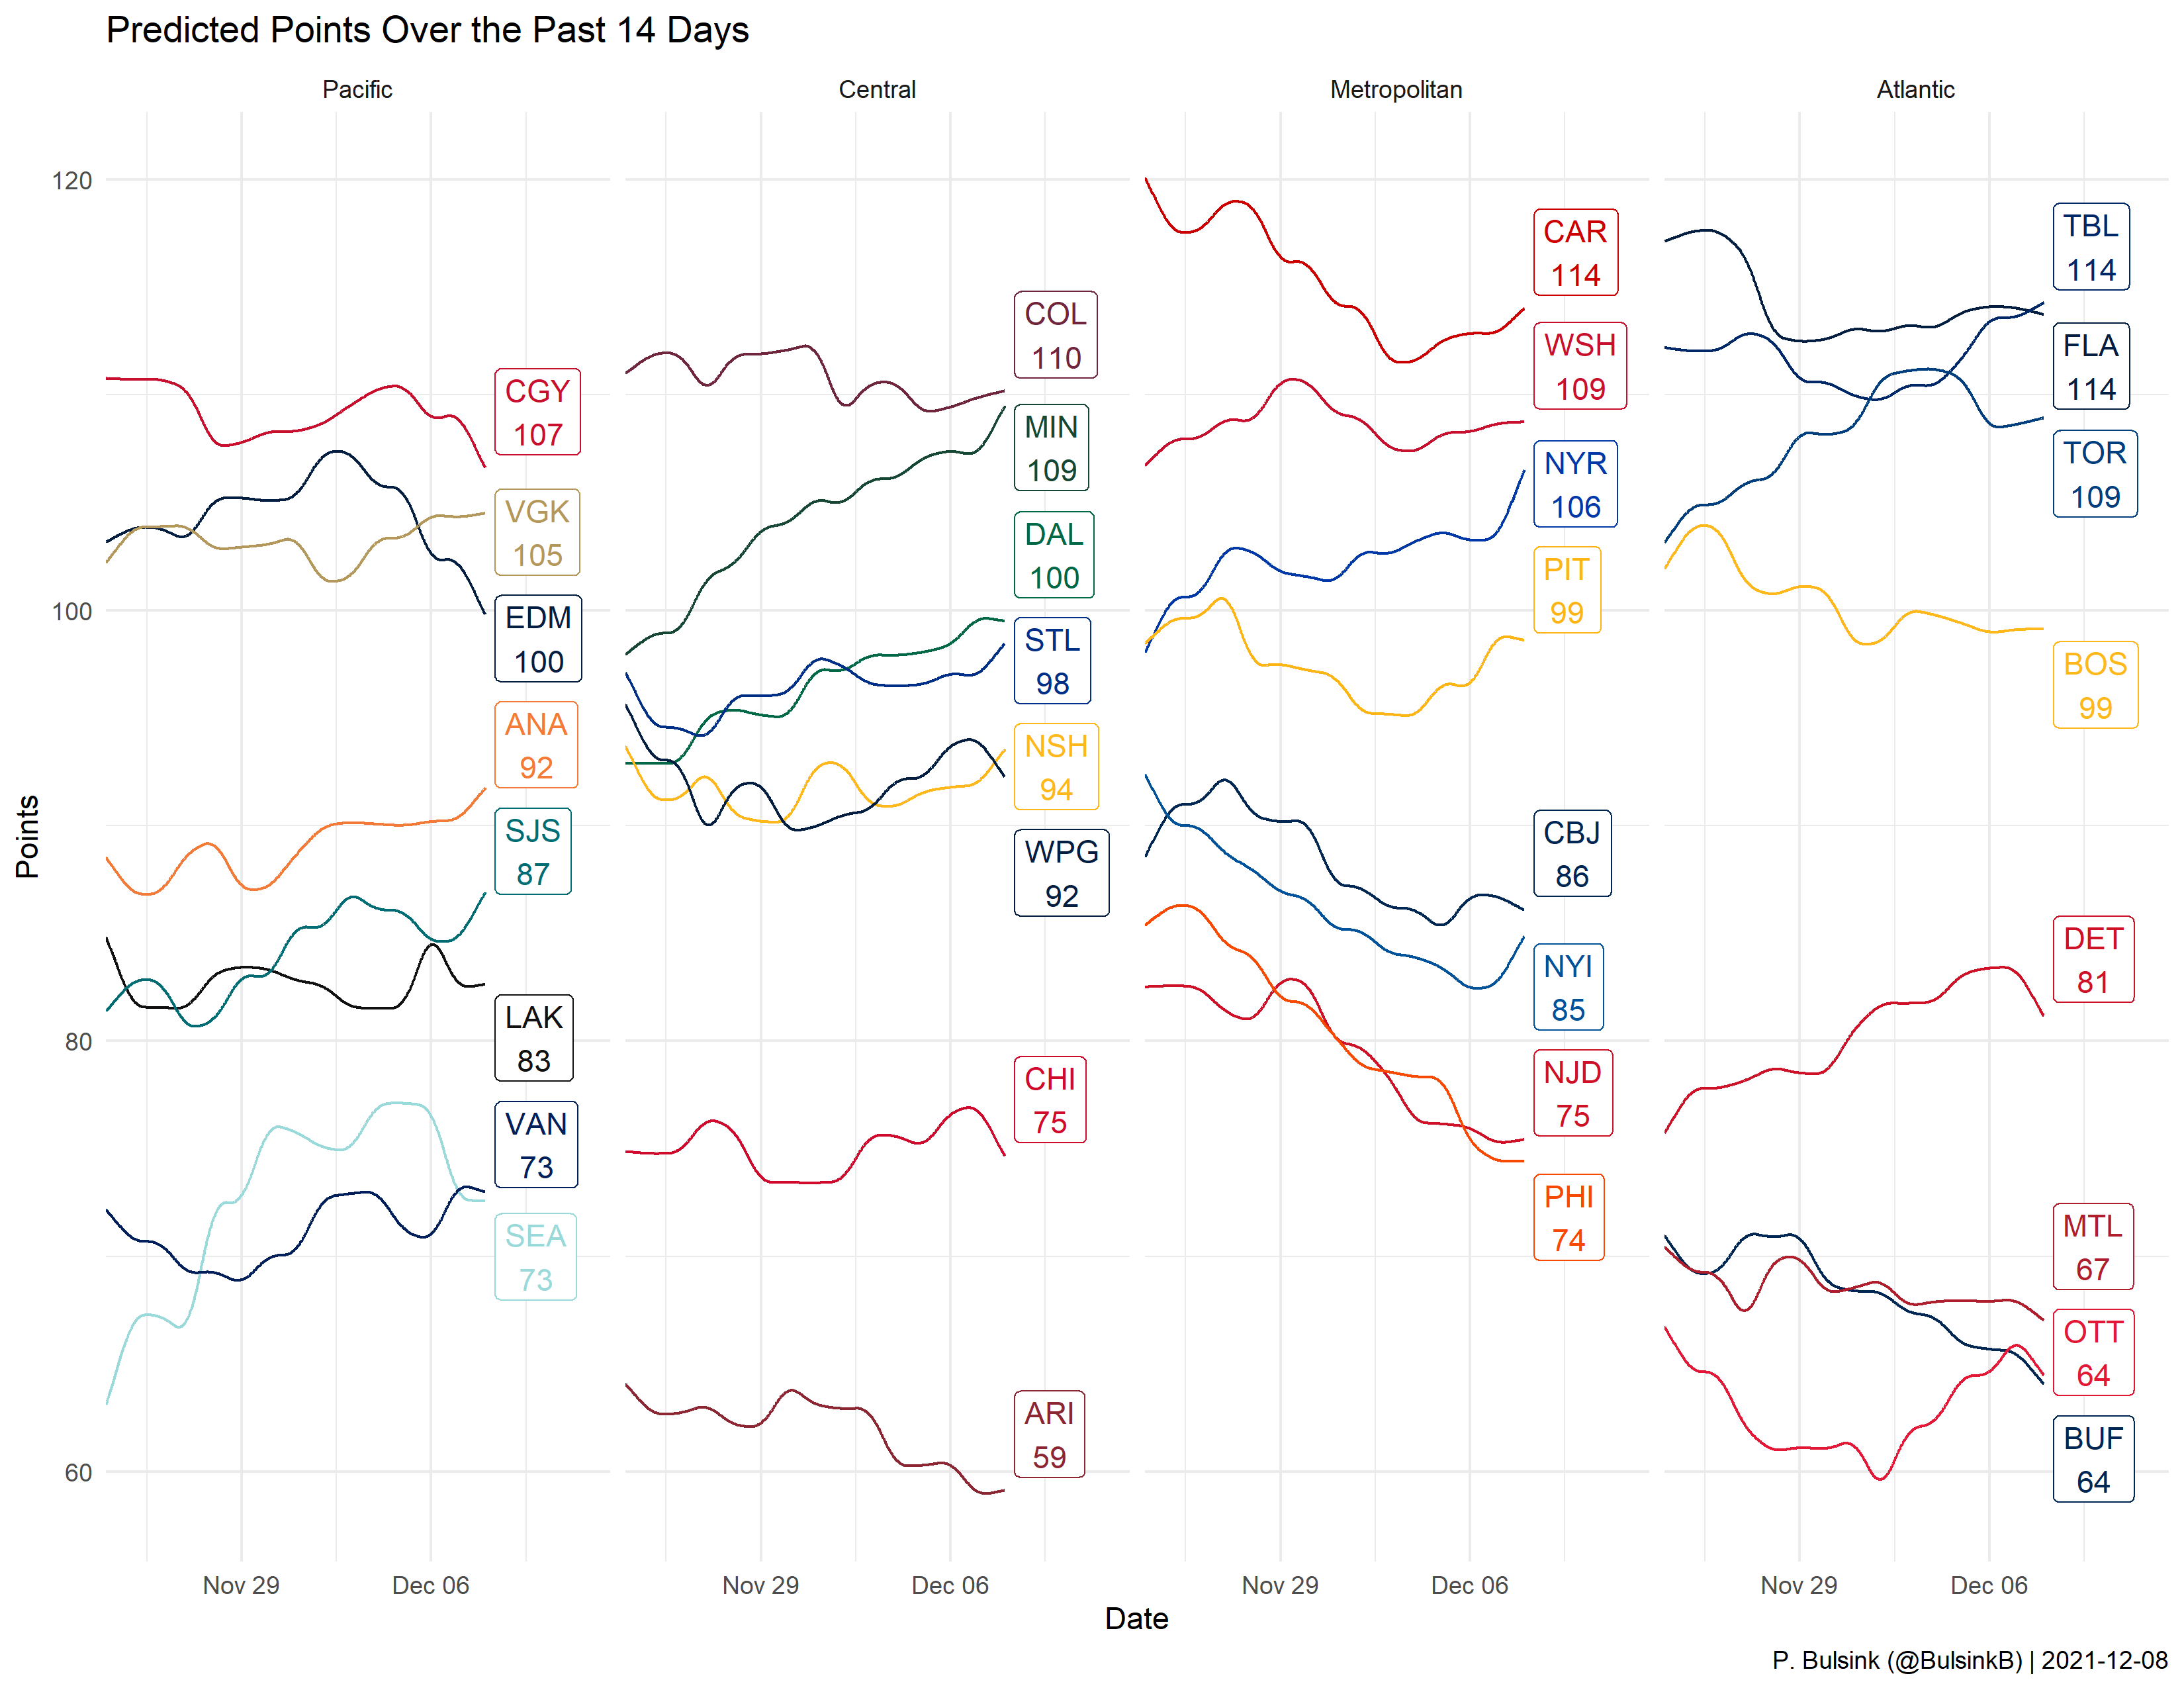 Predicted Points Over the Past 14 Days
Pacific
Central
Metropolitan
Atlantic
Points
120
100
80
60
CGY
107
VGK
105
EDM
100
ANA
92
SJS
87
LAK
83
VAN
73
SEA
73
COL
110
MIN
109
DAL
100
STL
98
NSH
94
WPG
92
CHI
75
ARI
59
CAR
114
WSH
109
NYR
106
PIT
99
CBJ
86
NYI
85
NJD
75
PHI
74
TBL
114
FLA
114
TOR
109
BOS
99
DET
81
MTL
67
OTT
64
BUF
64
Nov 29
Dec 06
Nov 29
Dec 06
Nov 29
Dec 06
Nov 29
Dec 06
Date
P. Bulsink (@BulsinkB) | 2021-12-08